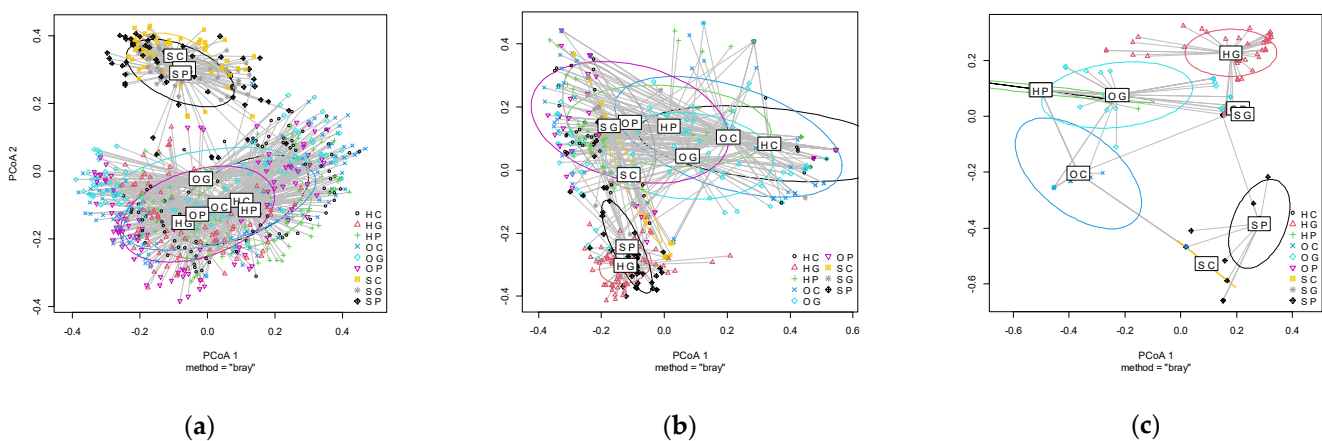 0.4
0.2
0.0
-0.2
-0.4
PCoA 2
SC
SP
OG
HC
OC
HP
OP
HG
HC
HG
HP
OC
OG
OP
SC
SG
SP
-0.4 -0.2 0.0 0.2 0.4
PCoA 1
method = "bray"
(a)
0.4
0.2
0.0
-0.2
-0.4
SG
OP
HP
OC
HC
OG
SC
SP
HG
HC OP
HG SC
HP SG
OC SP
OG
-0.4 -0.2 0.0 0.2 0.4 0.6
PCoA 1
method = "bray"
(b)
0.2
0.0
-0.2
-0.4
-0.6
HG
HP
OG
SG
OC
SP
SC
HC
HG
HP
OC
OG
OP
SC
SG
SP
-0.6 -0.4 -0.2 0.0 0.2 0.4
PCoA 1
method = "bray"
(c)